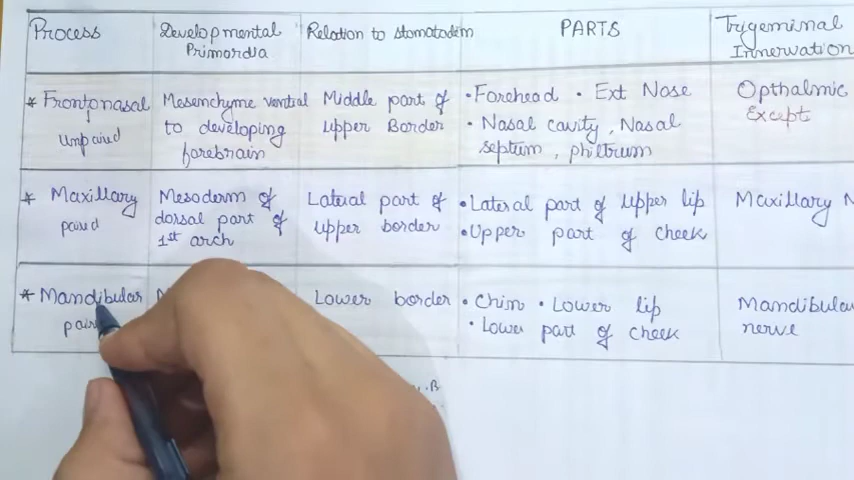 Process
Developmental
Primordia
Relation to stomatodem
PARTS
Trygeminal
Innervation
* Frontonasal
Unpaired
Mesenchyme ventral
to developing
forebrain
Middle part of
Upper Border
• Forehead • Ext Nose
• Nasal cavity, Nasal
septum, philtrum
Opthalmic
Except
* Maxillary
paired
Mesoderm of
dorsal part of
1st arch
Lateral part of
upper border
• Lateral part of upper lip
• Upper part of cheek
Maxillary N
* Mandibular
Lower border
• Chin • Lower lip
• Lower part of cheek
Mandibular
nerve